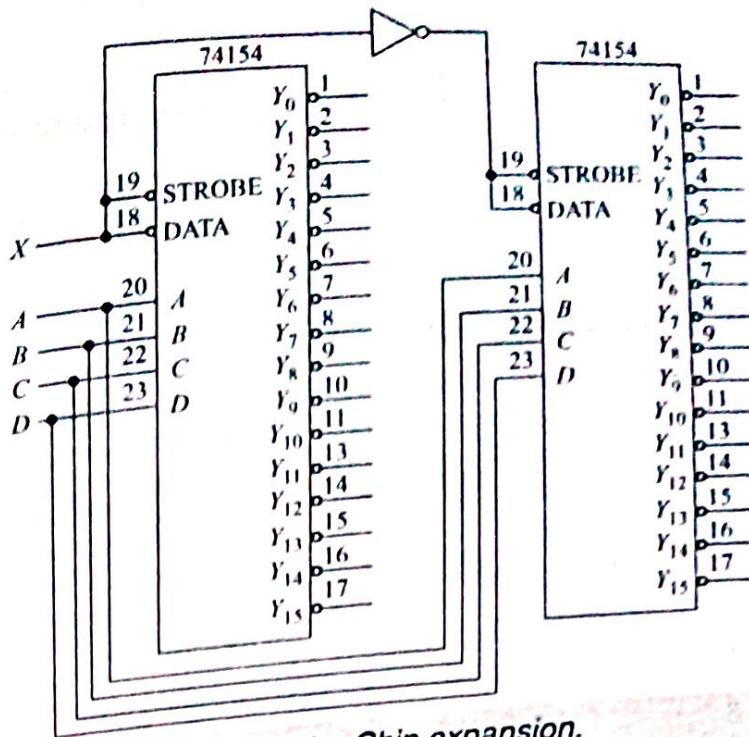 74154
19 STROBE
18 DATA
X
A 20 A
B 21 B
C 22 C
D 23 D
Y0 1
Y1 2
Y2 3
Y3 4
Y4 5
Y5 6
Y6 7
Y7 8
Y8 9
Y9 10
Y10 11
Y11 13
Y12 14
Y13 15
Y14 16
Y15 17
74154
19 STROBE
18 DATA
20 A
21 B
22 C
23 D
Y0 1
Y1 2
Y2 3
Y3 4
Y4 5
Y5 6
Y6 7
Y7 8
Y8 9
Y9 10
Y10 11
Y11 13
Y12 14
Y13 15
Y14 16
Y15 17
Chip expansion.